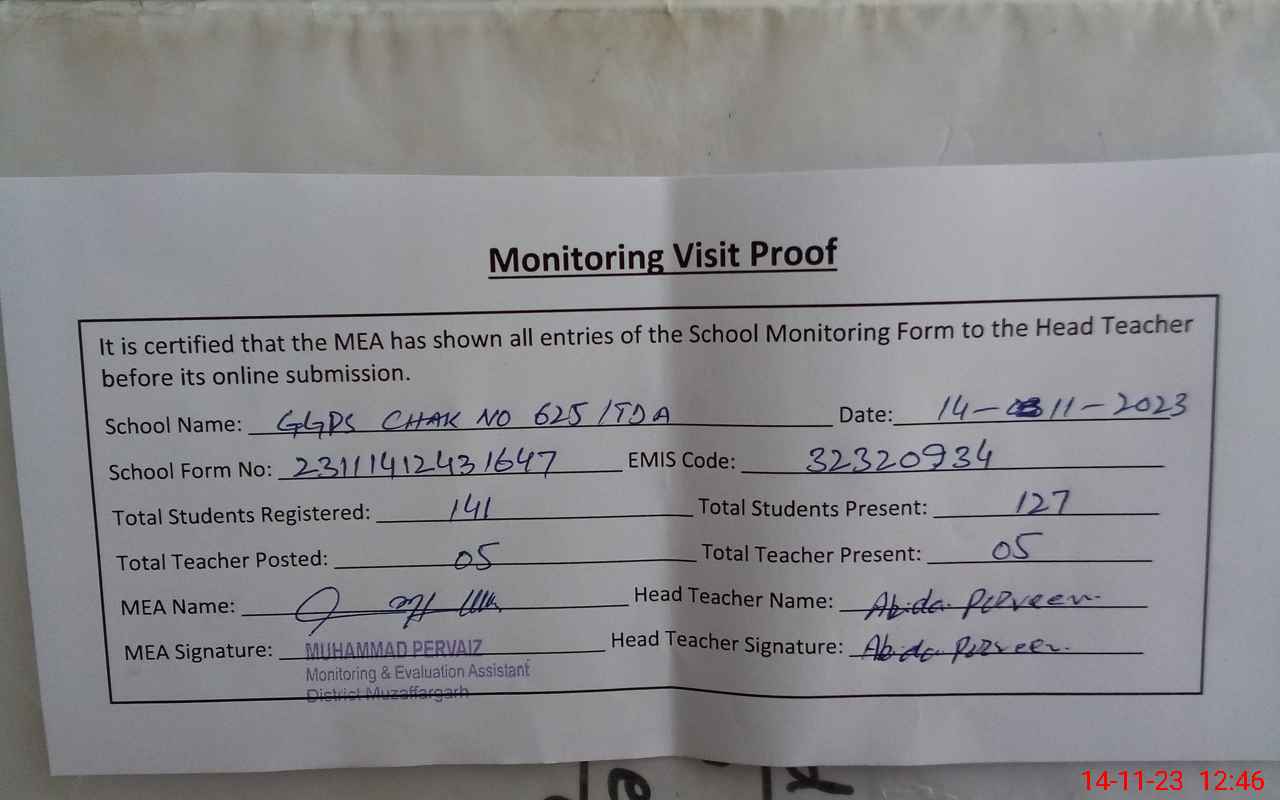 Monitoring Visit Proof
It is certified that the MEA has shown all entries of the School Monitoring Form to the Head Teacher
before its online submission.
School Name: GGPS CHAK NO 625/TDA Date: 14-11-2023
School Form No: 23111412431647 EMIS Code: 32320934
Total Students Registered: 141 Total Students Present: 127
Total Teacher Posted: 05 Total Teacher Present: 05
MEA Name: Head Teacher Name: Abida Perveen
MEA Signature: MUHAMMAD PERVAIZ Head Teacher Signature: Abida Perveen
Monitoring & Evaluation Assistant
District Muzaffargarh
14-11-23 12:46